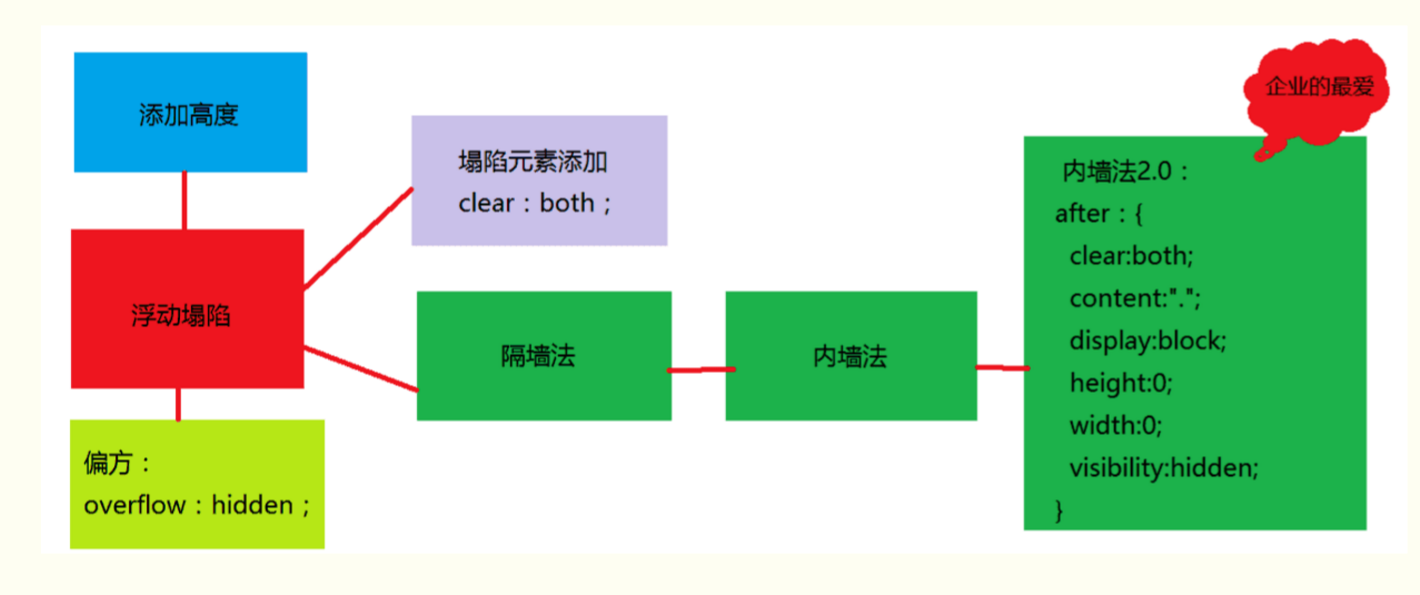 添加高度
浮动塌陷
偏方：
overflow：hidden；
塌陷元素添加
clear：both；
隔墙法
内墙法
企业的最爱
内墙法2.0：
after：{
clear:both;
content:".";
display:block;
height:0;
width:0;
visibility:hidden;
}